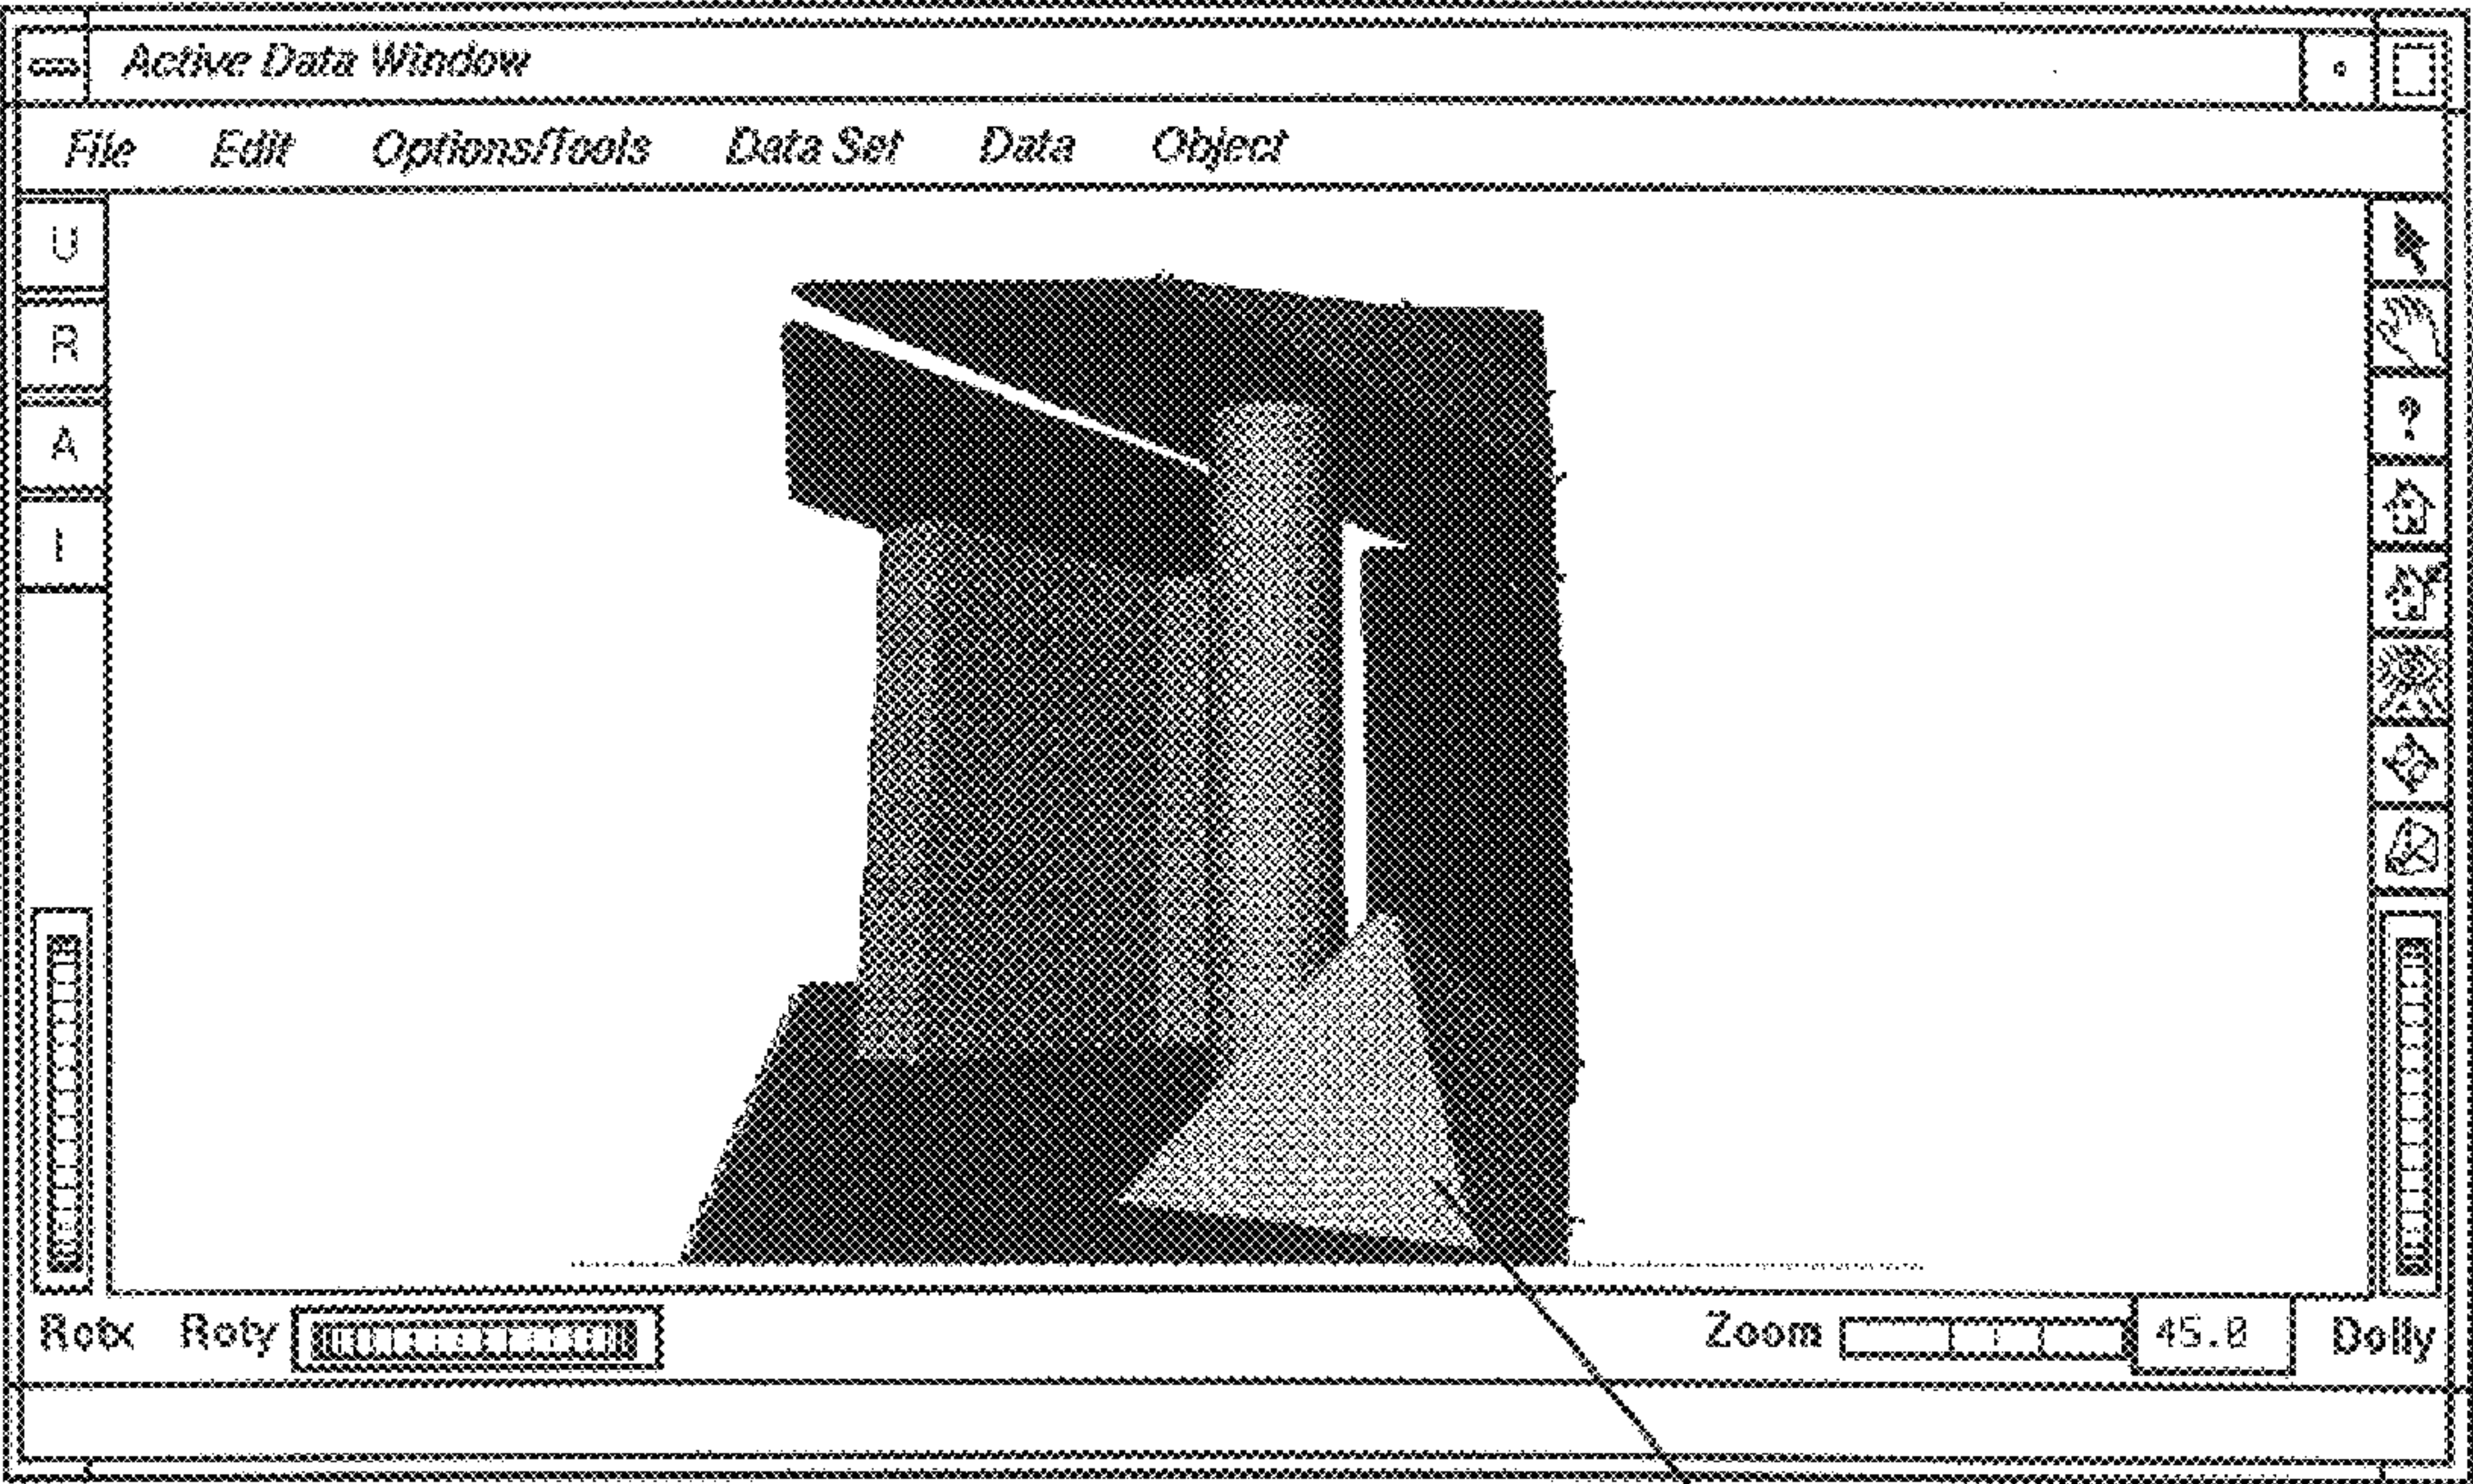 Active Data Window
File Edit Options/Tools Data Set Data Object
U
R
A
I
?
Rotx Roty Zoom 45.0 Dolly